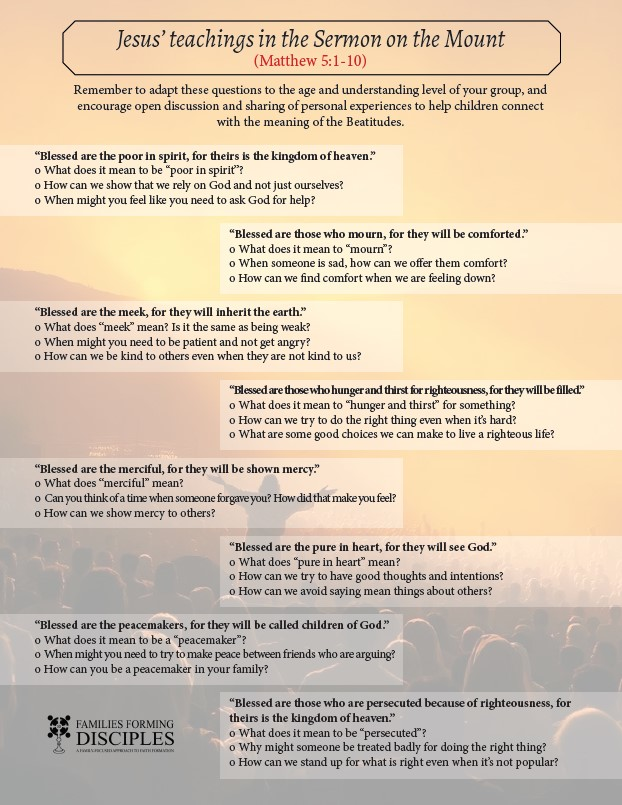 Jesus’ teachings in the Sermon on the Mount
(Matthew 5:1-10)
Remember to adapt these questions to the age and understanding level of your group, and
encourage open discussion and sharing of personal experiences to help children connect
with the meaning of the Beatitudes.
“Blessed are the poor in spirit, for theirs is the kingdom of heaven.”
o What does it mean to be “poor in spirit”?
o How can we show that we rely on God and not just ourselves?
o When might you feel like you need to ask God for help?
“Blessed are those who mourn, for they will be comforted.”
o What does it mean to “mourn”?
o When someone is sad, how can we offer them comfort?
o How can we find comfort when we are feeling down?
“Blessed are the meek, for they will inherit the earth.”
o What does “meek” mean? Is it the same as being weak?
o When might you need to be patient and not get angry?
o How can we be kind to others even when they are not kind to us?
“Blessed are those who hunger and thirst for righteousness, for they will be filled.”
o What does it mean to “hunger and thirst” for something?
o How can we try to do the right thing even when it’s hard?
o What are some good choices we can make to live a righteous life?
“Blessed are the merciful, for they will be shown mercy.”
o What does “merciful” mean?
o Can you think of a time when someone forgave you? How did that make you feel?
o How can we show mercy to others?
“Blessed are the pure in heart, for they will see God.”
o What does “pure in heart” mean?
o How can we try to have good thoughts and intentions?
o How can we avoid saying mean things about others?
“Blessed are the peacemakers, for they will be called children of God.”
o What does it mean to be a “peacemaker”?
o When might you need to try to make peace between friends who are arguing?
o How can you be a peacemaker in your family?
“Blessed are those who are persecuted because of righteousness, for
theirs is the kingdom of heaven.”
o What does it mean to be “persecuted”?
o Why might someone be treated badly for doing the right thing?
o How can we stand up for what is right even when it’s not popular?
FAMILIES FORMING
DISCIPLES
A FAMILY-FOCUSED APPROACH TO FAITH FORMATION